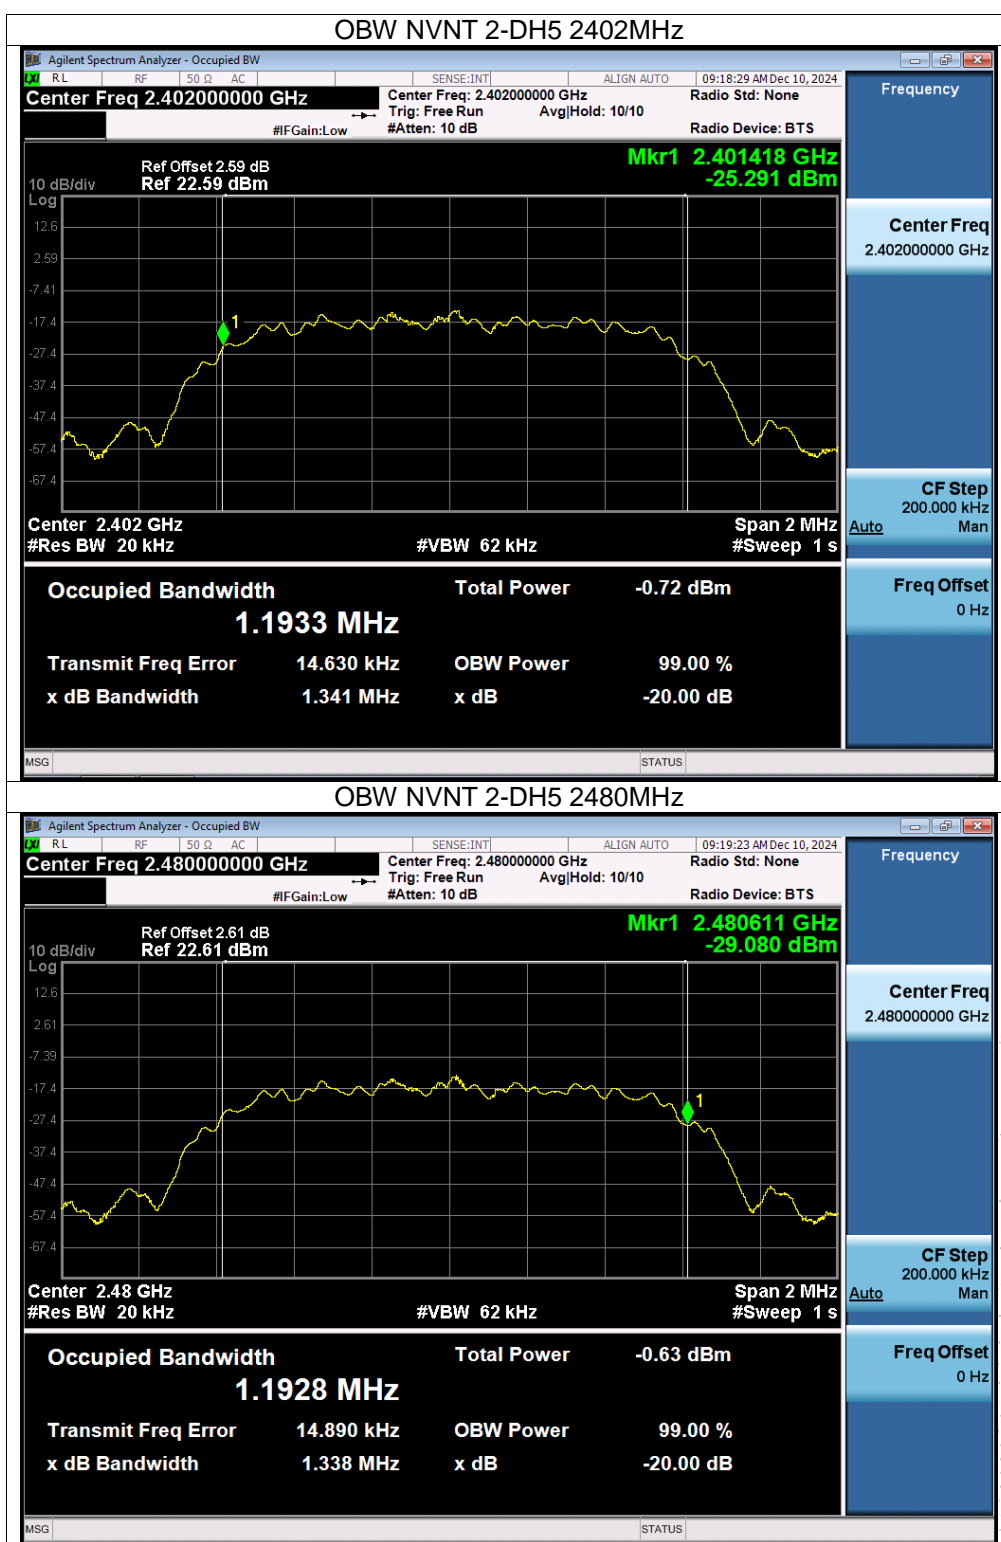 OBW NVNT 2-DH5 2402MHz
Agilent Spectrum Analyzer - Occupied BW
LXI RL RF 50 Ω AC SENSE:INT ALIGN AUTO 09:18:29 AM Dec 10, 2024
Center Freq 2.402000000 GHz
Center Freq: 2.402000000 GHz
Radio Std: None
Trig: Free Run Avg|Hold: 10/10
#IFGain:Low #Atten: 10 dB Radio Device: BTS
Frequency
Mkr1 2.401418 GHz
-25.291 dBm
Ref Offset 2.59 dB
10 dB/div Ref 22.59 dBm
Log
12.6
2.59
-7.41
-17.4
-27.4
-37.4
-47.4
-57.4
-67.4
1
Center Freq
2.402000000 GHz
CF Step
200.000 kHz
Auto Man
Center 2.402 GHz Span 2 MHz
#Res BW 20 kHz #VBW 62 kHz #Sweep 1 s
Freq Offset
0 Hz
Occupied Bandwidth Total Power -0.72 dBm
1.1933 MHz
Transmit Freq Error 14.630 kHz OBW Power 99.00 %
x dB Bandwidth 1.341 MHz x dB -20.00 dB
MSG STATUS
OBW NVNT 2-DH5 2480MHz
Agilent Spectrum Analyzer - Occupied BW
LXI RL RF 50 Ω AC SENSE:INT ALIGN AUTO 09:19:23 AM Dec 10, 2024
Center Freq 2.480000000 GHz
Center Freq: 2.480000000 GHz
Radio Std: None
Trig: Free Run Avg|Hold: 10/10
#IFGain:Low #Atten: 10 dB Radio Device: BTS
Frequency
Mkr1 2.480611 GHz
-29.080 dBm
Ref Offset 2.61 dB
10 dB/div Ref 22.61 dBm
Log
12.6
2.61
-7.39
-17.4
-27.4
-37.4
-47.4
-57.4
-67.4
1
Center Freq
2.480000000 GHz
CF Step
200.000 kHz
Auto Man
Center 2.48 GHz Span 2 MHz
#Res BW 20 kHz #VBW 62 kHz #Sweep 1 s
Freq Offset
0 Hz
Occupied Bandwidth Total Power -0.63 dBm
1.1928 MHz
Transmit Freq Error 14.890 kHz OBW Power 99.00 %
x dB Bandwidth 1.338 MHz x dB -20.00 dB
MSG STATUS